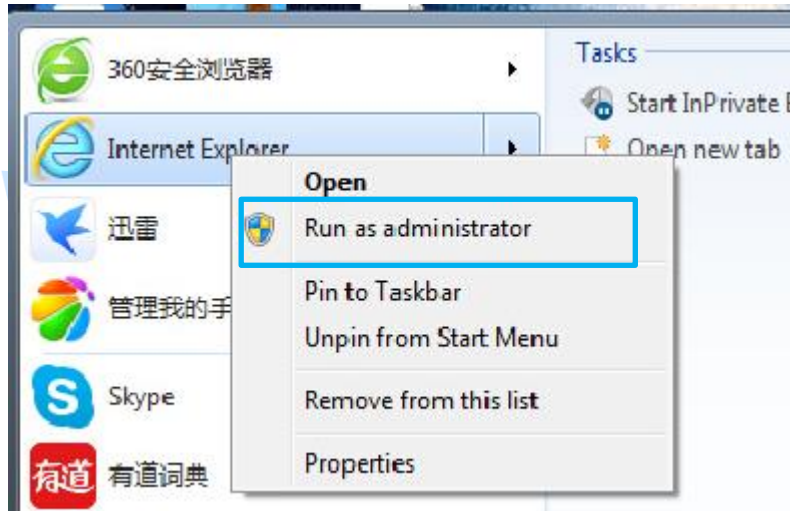 360安全浏览器
Internet Explorer
迅雷
管理我的手
Skype
有道
有道词典
Tasks
Start InPrivate
Open new tab
Open
Run as administrator
Pin to Taskbar
Unpin from Start Menu
Remove from this list
Properties